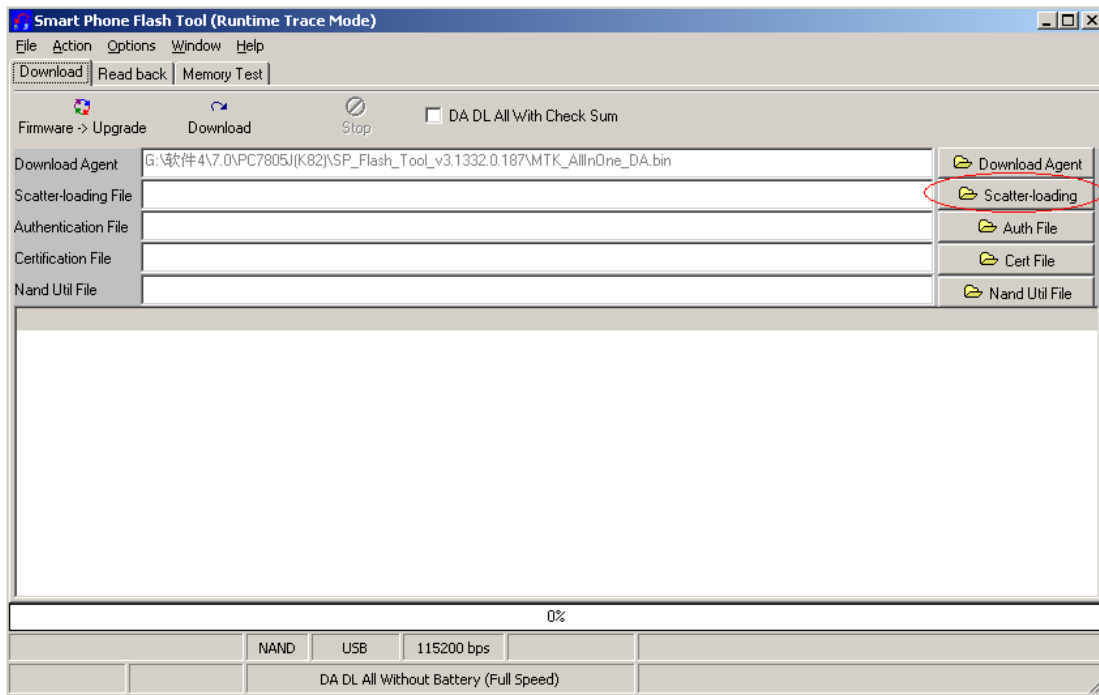 Smart Phone Flash Tool (Runtime Trace Mode)
File Action Options Window Help
Download Read back Memory Test
Firmware -> Upgrade Download Stop DA DL All With Check Sum
Download Agent G:\软件4\7.0\PC7805J(K82)\SP_Flash_Tool_v3.1332.0.187\MTK_AllInOne_DA.bin Download Agent
Scatter-loading File Scatter-loading
Authentication File Auth File
Certification File Cert File
Nand Util File Nand Util File
0%
NAND USB 115200 bps
DA DL All Without Battery (Full Speed)